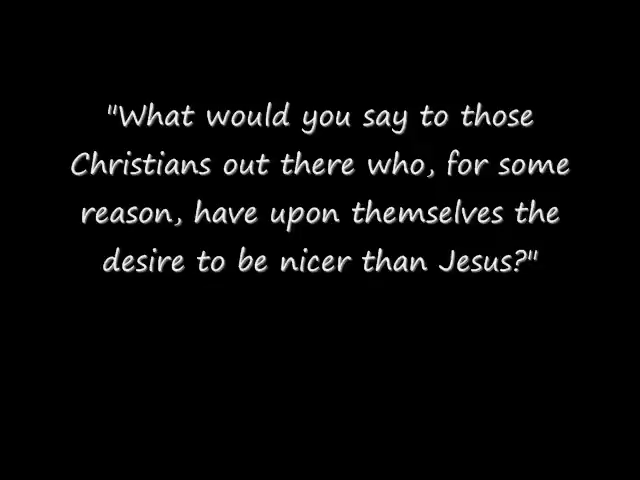 "What would you say to those
Christians out there who, for some
reason, have upon themselves the
desire to be nicer than Jesus?"